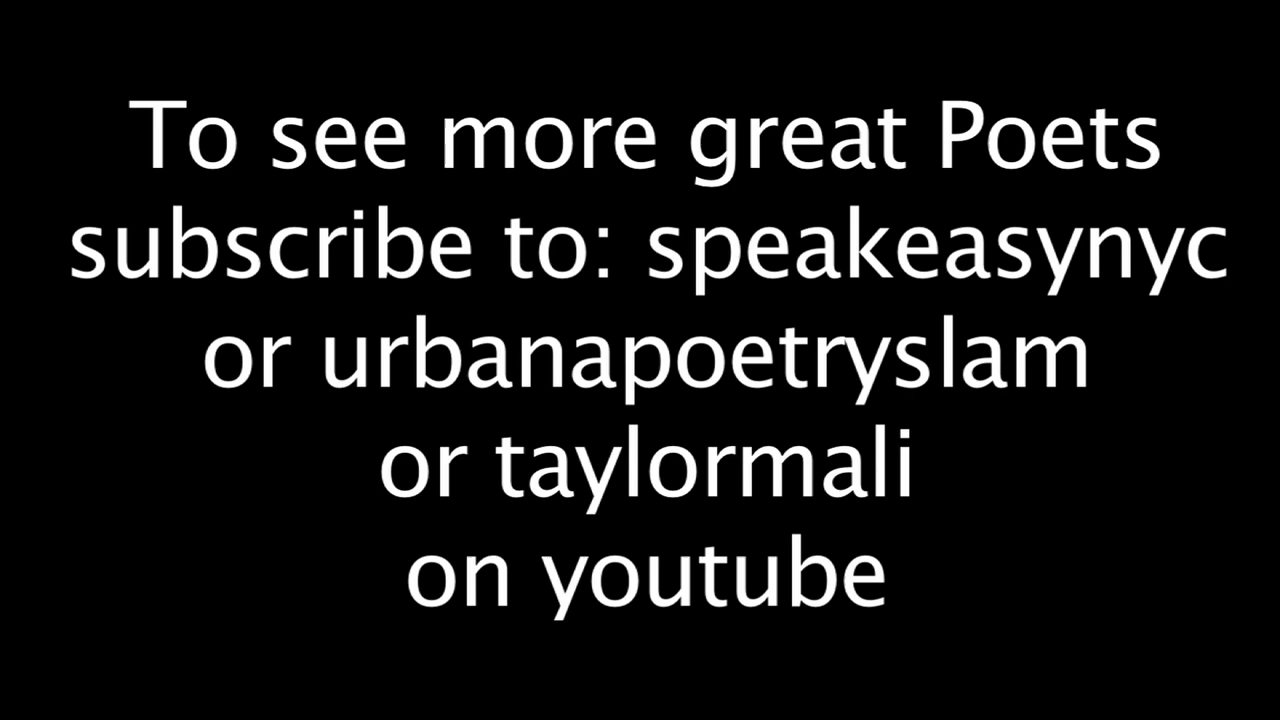 To see more great Poets
subscribe to: speakeasynyc
or urbanapoetryslam
or taylormali
on youtube